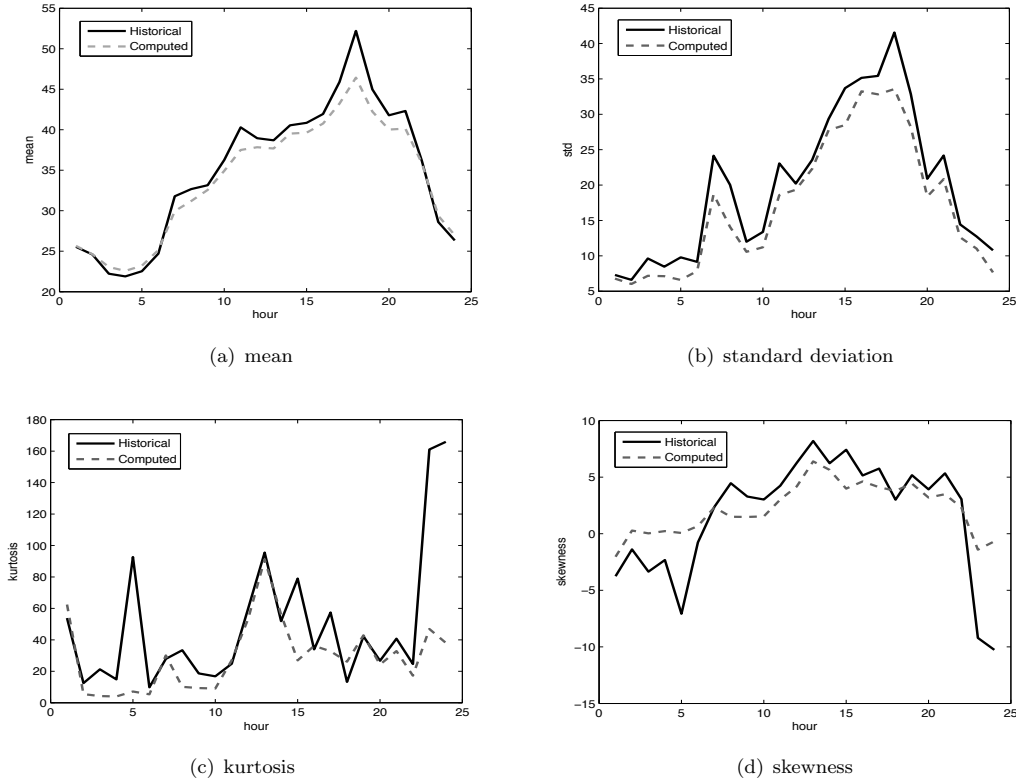 55
50
45
40
35
30
25
20
mean
0
5
10
15
20
25
hour
Historical
Computed
(a) mean
45
40
35
30
25
20
15
10
5
std
0
5
10
15
20
25
hour
Historical
Computed
(b) standard deviation
180
160
140
120
100
80
60
40
20
0
kurtosis
0
5
10
15
20
25
hour
Historical
Computed
(c) kurtosis
10
5
0
−5
−10
−15
skewness
0
5
10
15
20
25
hour
Historical
Computed
(d) skewness